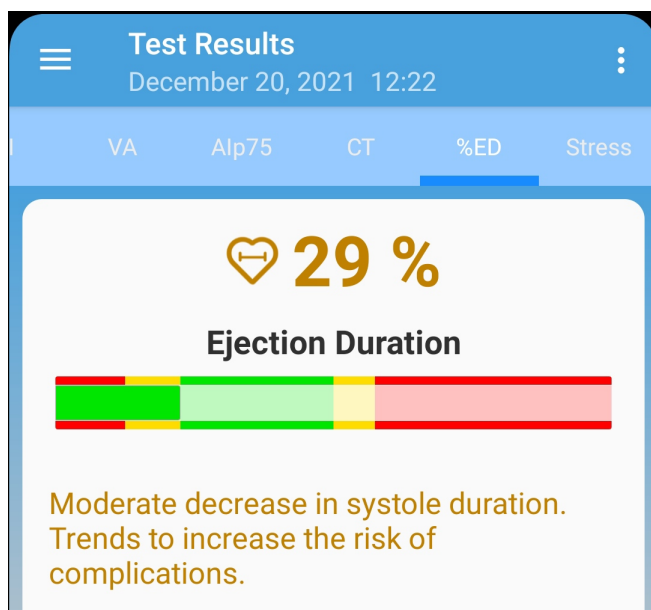 Test Results
December 20, 2021 12:22
VA AIp75 CT %ED Stress
29 %
Ejection Duration
Moderate decrease in systole duration.
Trends to increase the risk of
complications.